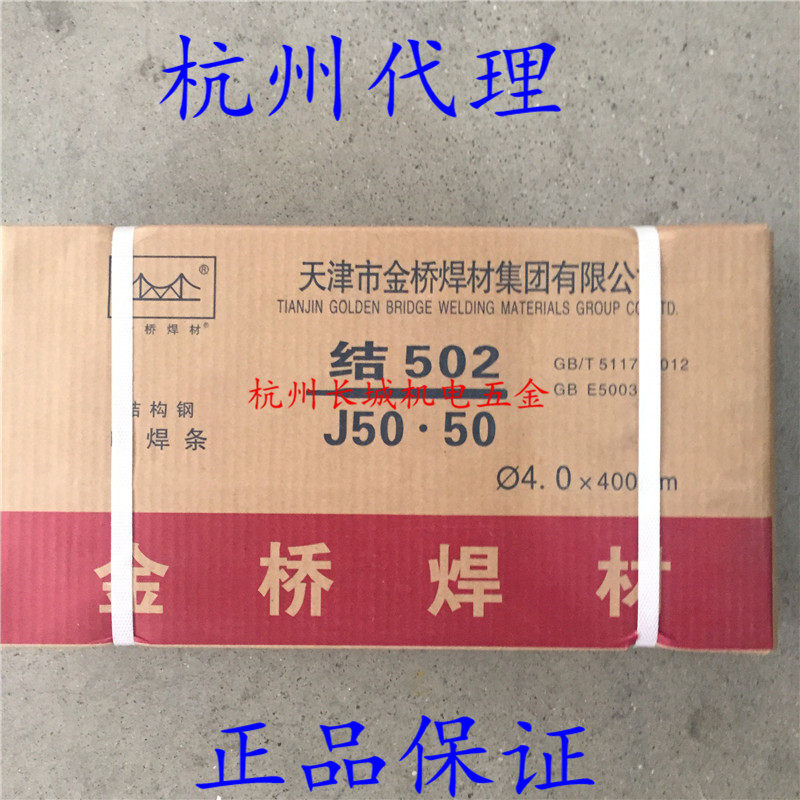 杭州代理
®
桥焊材®
天津市金桥焊材集团有限公
TIANJIN GOLDEN BRIDGE WELDING MATERIALS GROUP CO LTD.
结502
GB/T 5117 012
GB E5003
杭州长城机电五金
J50·50
结构钢
焊条
Ø4.0×400 m
金桥焊材
正品保证